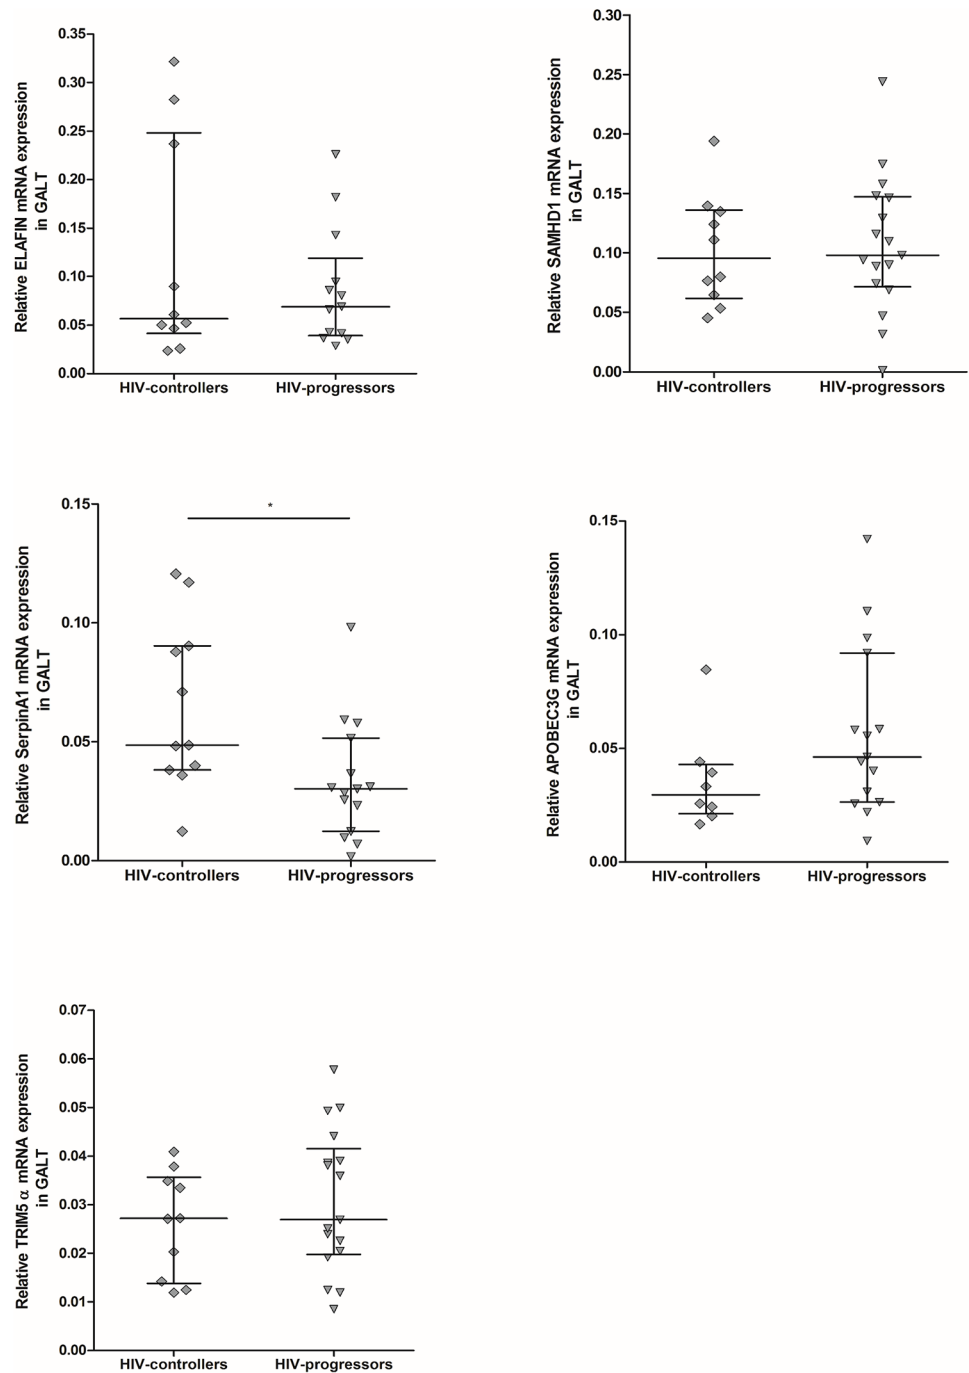 Relative ELAFIN mRNA expression
in GALT
0.35
0.30
0.25
0.20
0.15
0.10
0.05
0.00
HIV-controllers HIV-progressors
Relative SAMHD1 mRNA expression
in GALT
0.30
0.25
0.20
0.15
0.10
0.05
0.00
HIV-controllers HIV-progressors
Relative SerpinA1 mRNA expression
in GALT
0.15
0.10
0.05
0.00
*
HIV-controllers HIV-progressors
Relative APOBEC3G mRNA expression
in GALT
0.15
0.10
0.05
0.00
HIV-controllers HIV-progressors
Relative TRIM5 α mRNA expression
in GALT
0.07
0.06
0.05
0.04
0.03
0.02
0.01
0.00
HIV-controllers HIV-progressors